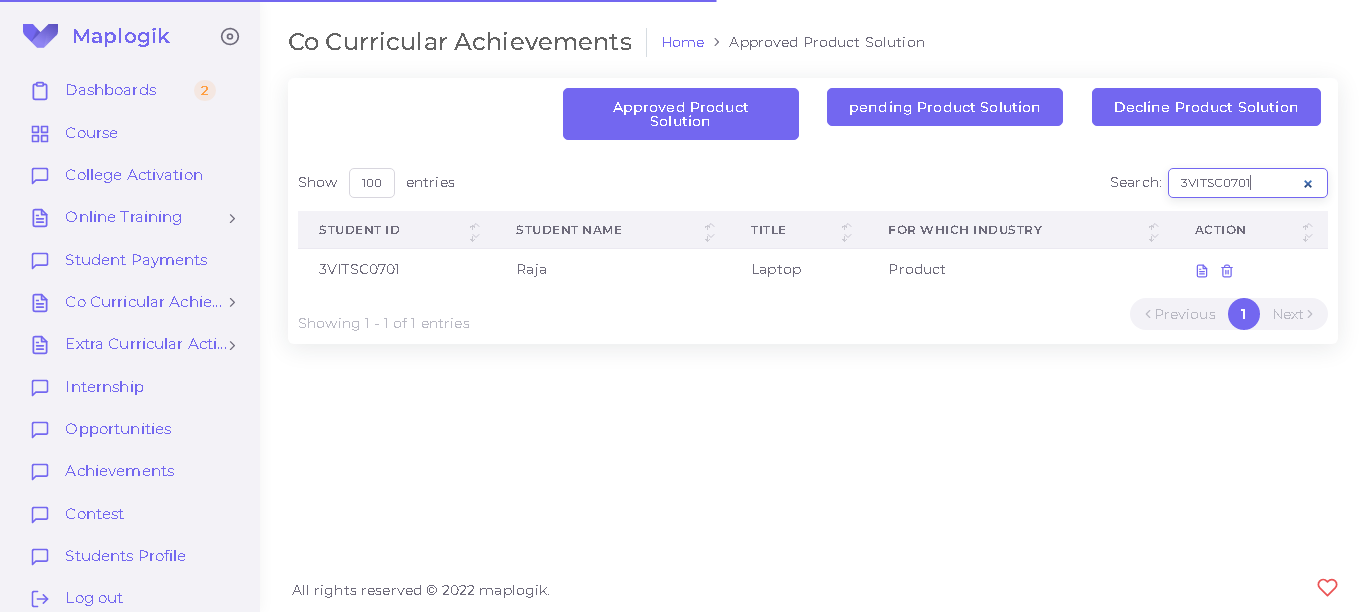 Maplogik
Dashboards 2
Course
College Activation
Online Training
Student Payments
Co Curricular Achie...
Extra Curricular Acti...
Internship
Opportunities
Achievements
Contest
Students Profile
Log out
Co Curricular Achievements
Home > Approved Product Solution
Approved Product
Solution
pending Product Solution
Decline Product Solution
Show 100 entries
Search: 3VITSC0701
STUDENT ID STUDENT NAME TITLE FOR WHICH INDUSTRY ACTION
3VITSC0701 Raja Laptop Product
Showing 1 - 1 of 1 entries
Previous 1 Next
All rights reserved © 2022 maplogik.